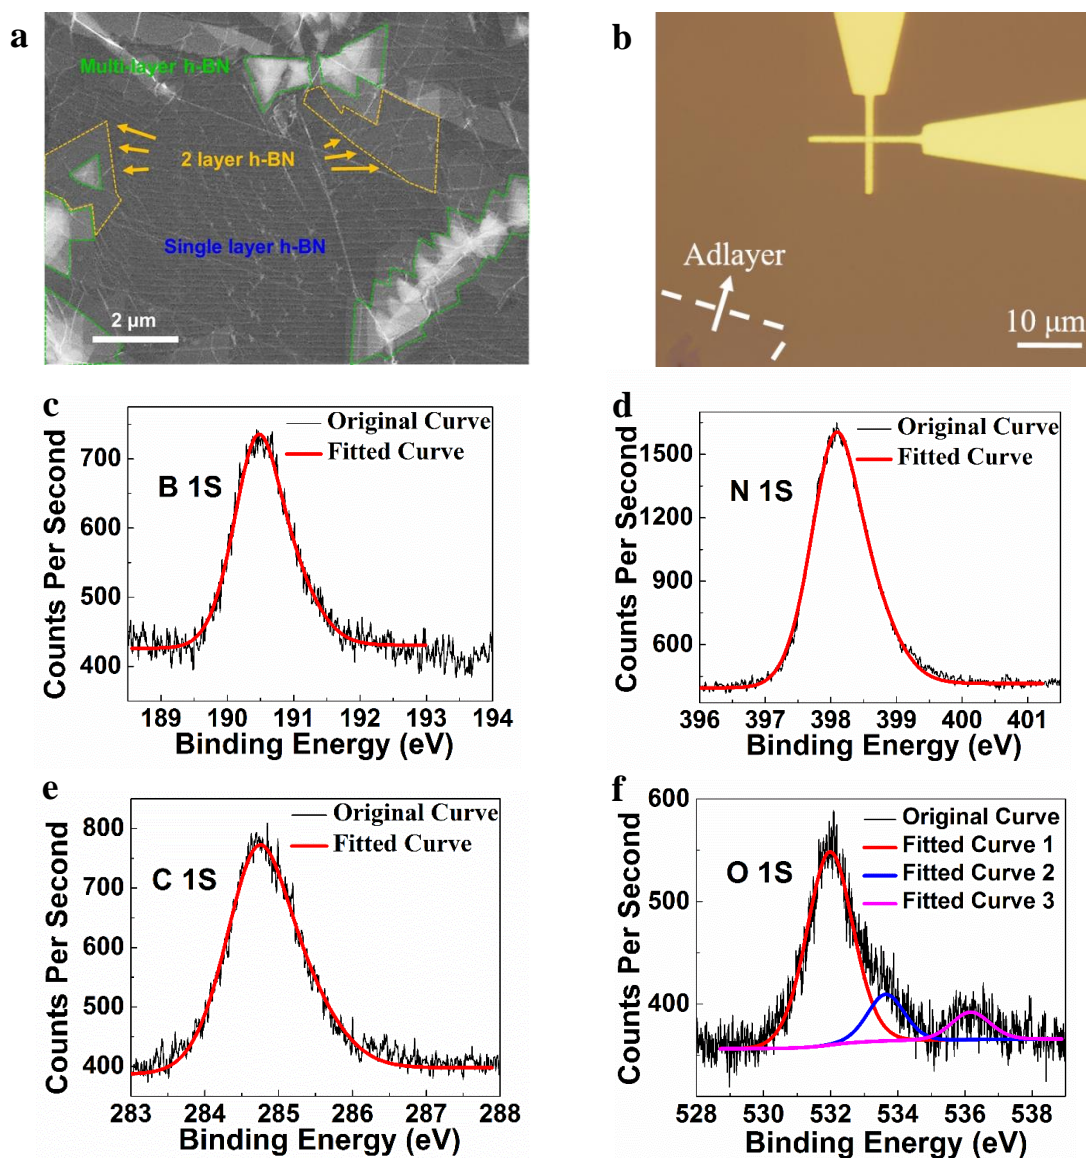 a
Multi-layer h-BN
2 layer h-BN
Single layer h-BN
2 μm
b
Adlayer
10 μm
c
Original Curve
Fitted Curve
B 1S
700
600
500
400
189 190 191 192 193 194
Counts Per Second
Binding Energy (eV)
d
Original Curve
Fitted Curve
N 1S
1500
1200
900
600
396 397 398 399 400 401
Counts Per Second
Binding Energy (eV)
e
Original Curve
Fitted Curve
C 1S
800
700
600
500
400
283 284 285 286 287 288
Counts Per Second
Binding Energy (eV)
f
Original Curve
Fitted Curve 1
Fitted Curve 2
Fitted Curve 3
O 1S
600
500
400
528 530 532 534 536 538
Counts Per Second
Binding Energy (eV)